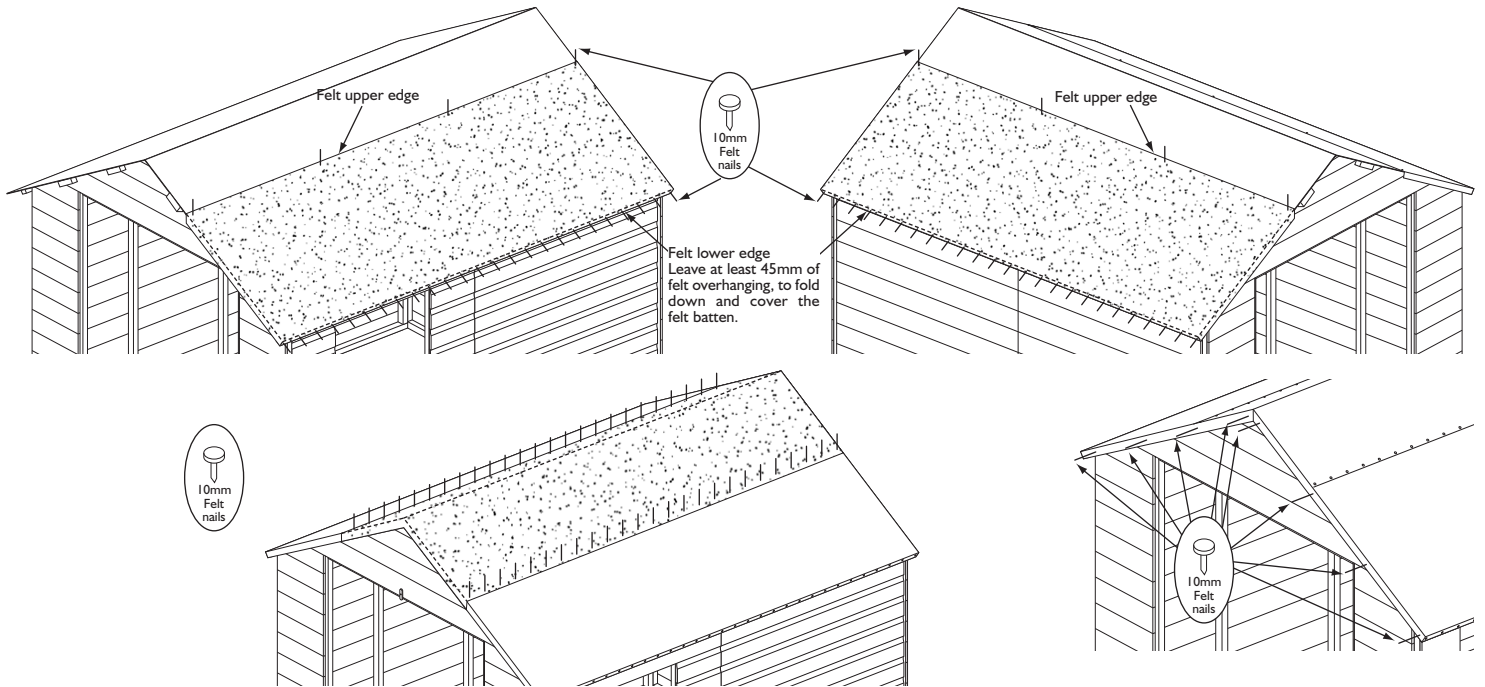 Felt upper edge
10mm
Felt
nails
Felt upper edge
Felt lower edge
Leave at least 45mm of
felt overhanging, to fold
down and cover the
felt batten.
10mm
Felt
nails
10mm
Felt
nails